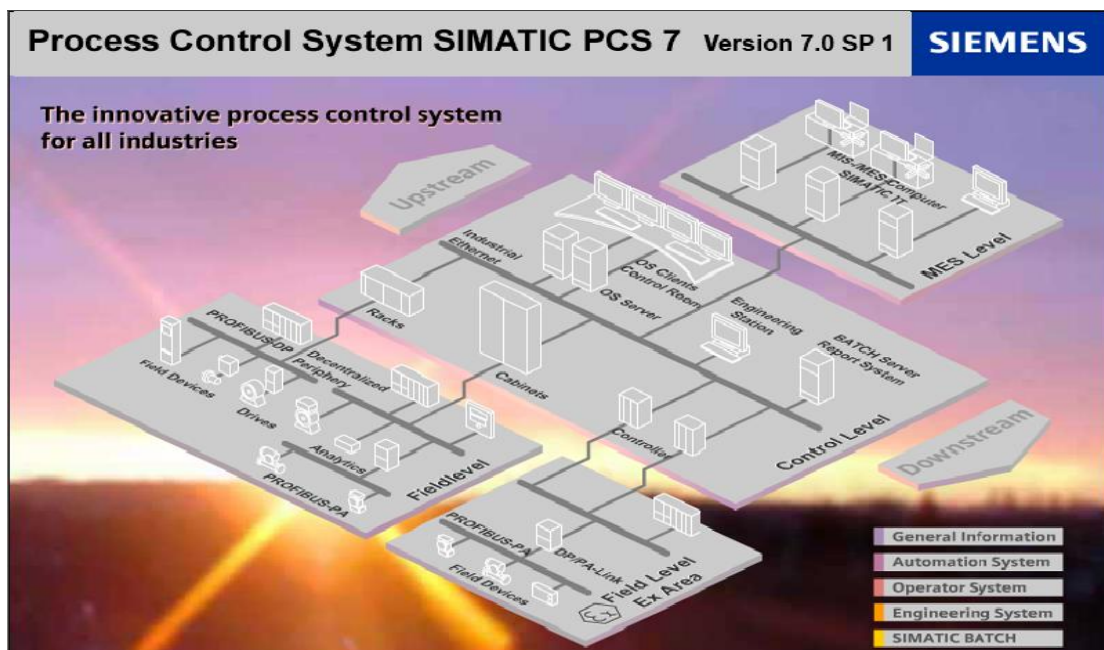 Process Control System SIMATIC PCS 7 Version 7.0 SP 1
SIEMENS
The innovative process control system
for all industries
Upstream
MIS-/MES-Computer
SIMATIC IT
MES Level
Industrial
Ethernet
OS Clients
Control Room
OS Server
Engineering
Station
BATCH Server
Report System
Racks
Cabinets
Controller
Control Level
Downstream
PROFIBUS-DP
Decentralized
Periphery
Field Devices
Drives
Analytics
PROFIBUS-PA
Fieldlevel
PROFIBUS-PA
DP/PA-Link
Field Devices
Field Level
Ex Area
General Information
Automation System
Operator System
Engineering System
SIMATIC BATCH